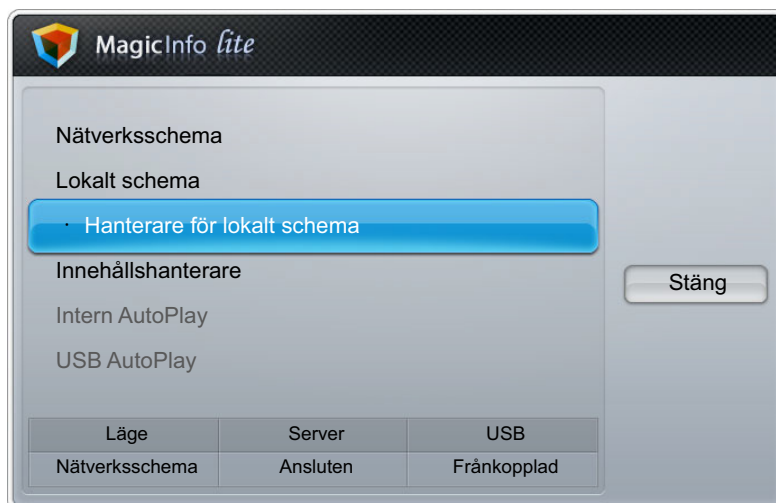 MagicInfo lite
Nätverksschema
Lokalt schema
· Hanterare för lokalt schema
Innehållshanterare
Intern AutoPlay
USB AutoPlay
Stäng
Läge Server USB
Nätverksschema Ansluten Frånkopplad